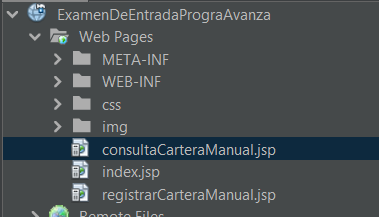 ExamenDeEntradaPrograAvanza
Web Pages
META-INF
WEB-INF
css
img
consultaCarteraManual.jsp
index.jsp
registrarCarteraManual.jsp
Remote Files